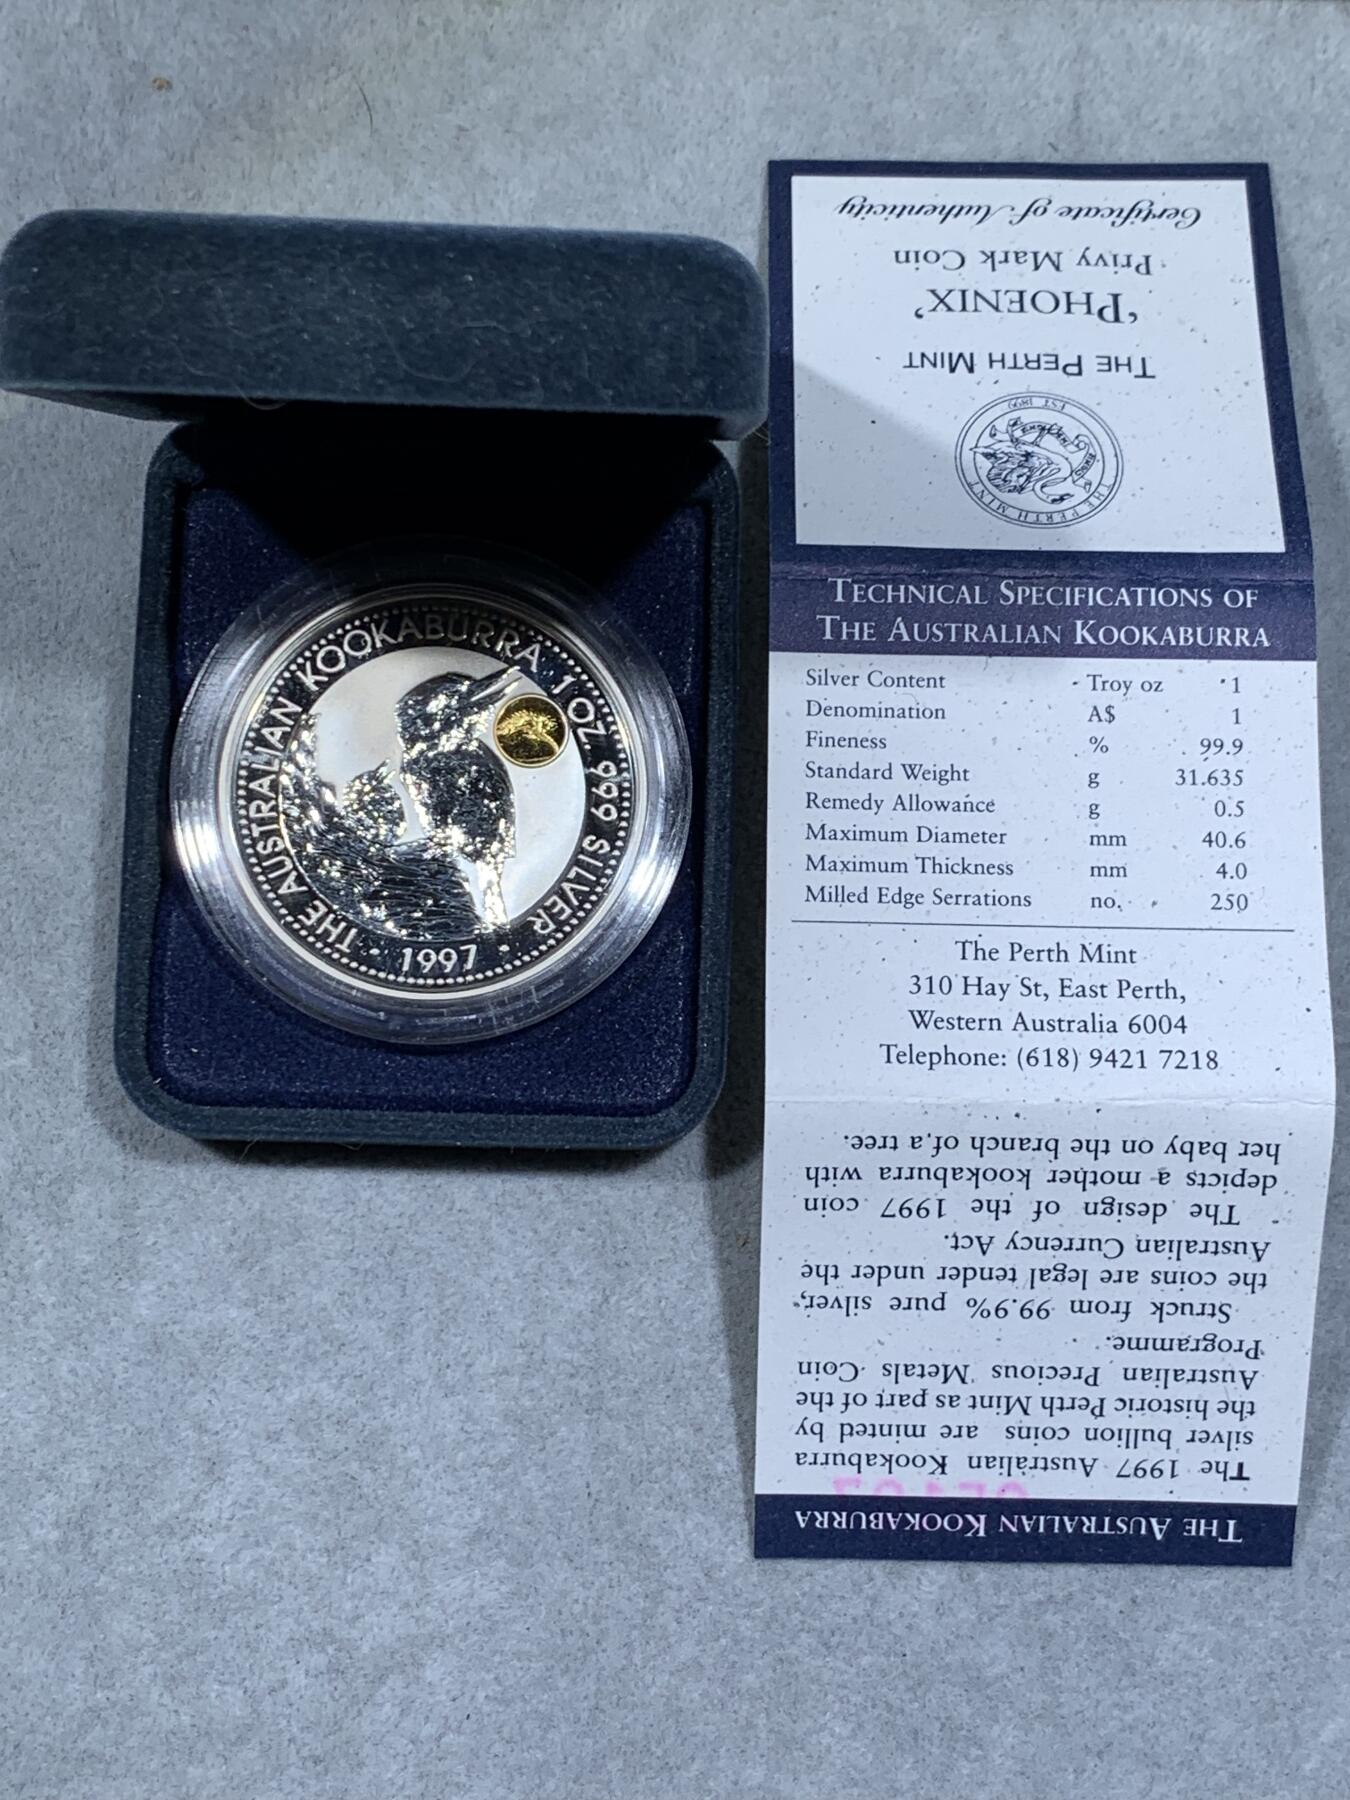 THE AUSTRALIAN KOOKABURRA 1 OZ. 999 SILVER
· 1997 ·
Certificate of Authenticity
Privy Mark Coin
'PHOENIX'
THE PERTH MINT
THE PERTH MINT
EST 1899
TECHNICAL SPECIFICATIONS OF
THE AUSTRALIAN KOOKABURRA
Silver Content Troy oz 1
Denomination A$ 1
Fineness % 99.9
Standard Weight g 31.635
Remedy Allowance g 0.5
Maximum Diameter mm 40.6
Maximum Thickness mm 4.0
Milled Edge Serrations no. 250
The Perth Mint
310 Hay St, East Perth,
Western Australia 6004
Telephone: (618) 9421 7218
THE AUSTRALIAN KOOKABURRA
The 1997 Australian Kookaburra
silver bullion coins are minted by
the historic Perth Mint as part of the
Australian Precious Metals Coin
Programme.
Struck from 99.9% pure silver,
the coins are legal tender under the
Australian Currency Act.
The design of the 1997 coin
depicts a mother kookaburra with
her baby on the branch of a tree.